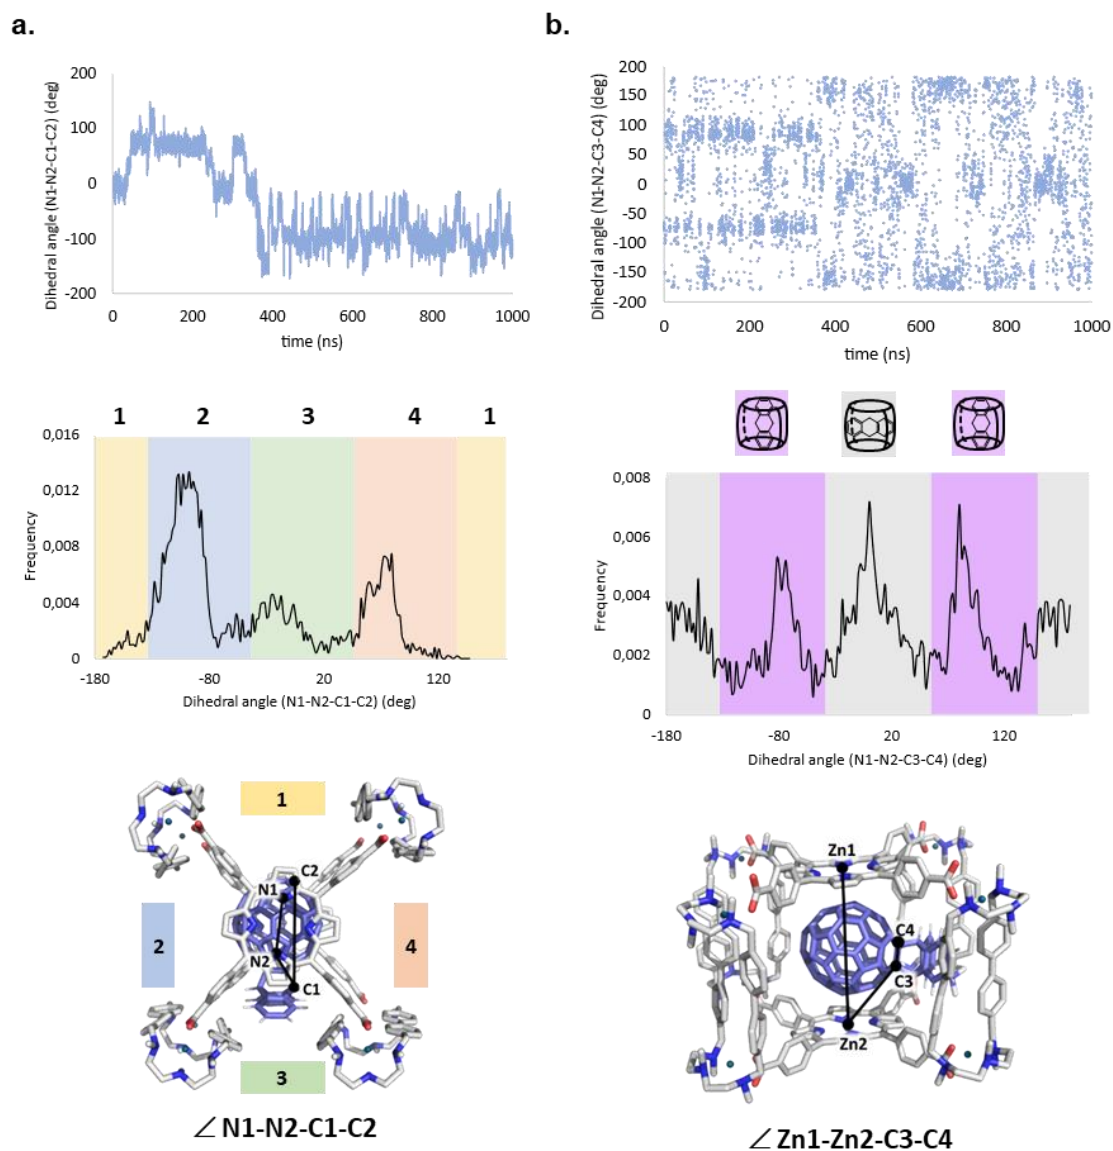 a.
Dihedral angle (N1-N2-C1-C2) (deg)
200
100
0
-100
-200
0 200 400 600 800 1000
time (ns)
1 2 3 4 1
Frequency
0,016
0,012
0,008
0,004
0
-180 -80 20 120
Dihedral angle (N1-N2-C1-C2) (deg)
1
C2
N1
2
4
N2
C1
3
∠ N1-N2-C1-C2
b.
Dihedral angle (N1-N2-C3-C4) (deg)
200
150
100
50
0
-50
-100
-150
-200
0 200 400 600 800 1000
time (ns)
Frequency
0,008
0,006
0,004
0,002
0
-180 -80 20 120
Dihedral angle (N1-N2-C3-C4) (deg)
Zn1
C4
C3
Zn2
∠ Zn1-Zn2-C3-C4